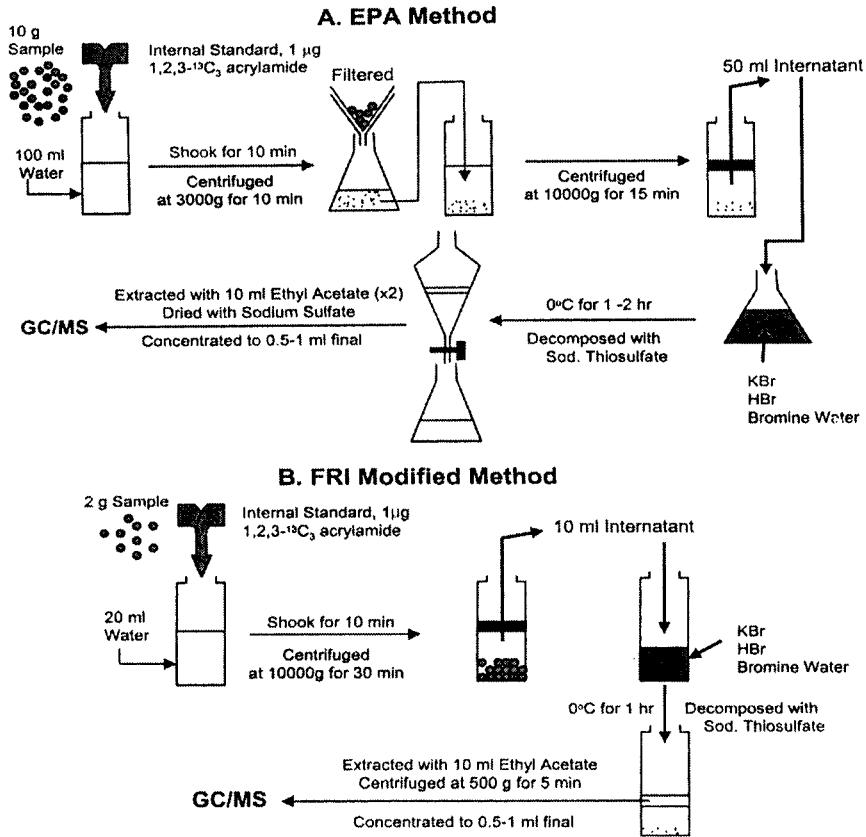 A. EPA Method
10 g
Sample
Internal Standard, 1 µg
1,2,3-¹³C₃ acrylamide
Filtered
50 ml Internatant
100 ml
Water
Shook for 10 min
Centrifuged
at 3000g for 10 min
Centrifuged
at 10000g for 15 min
Extracted with 10 ml Ethyl Acetate (x2)
Dried with Sodium Sulfate
GC/MS
Concentrated to 0.5-1 ml final
0ºC for 1 -2 hr
Decomposed with
Sod. Thiosulfate
KBr
HBr
Bromine Water
B. FRI Modified Method
2 g Sample
Internal Standard, 1µg
1,2,3-¹³C₃ acrylamide
10 ml Internatant
20 ml
Water
Shook for 10 min
Centrifuged
at 10000g for 30 min
KBr
HBr
Bromine Water
0ºC for 1 hr
Decomposed with
Sod. Thiosulfate
Extracted with 10 ml Ethyl Acetate
Centrifuged at 500 g for 5 min
GC/MS
Concentrated to 0.5-1 ml final